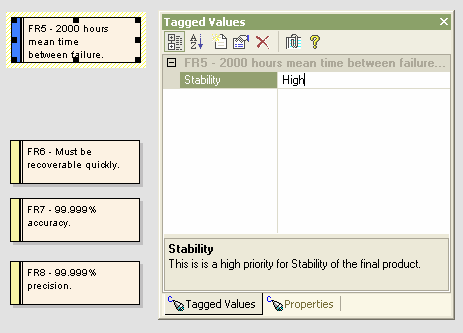 FR5 - 2000 hours
mean time
between failure.
FR6 - Must be
recoverable quickly.
FR7 - 99.999%
accuracy.
FR8 - 99.999%
precision.
Tagged Values
FR5 - 2000 hours mean time between failure...
Stability High
Stability
This is is a high priority for Stability of the final product.
Tagged Values Properties